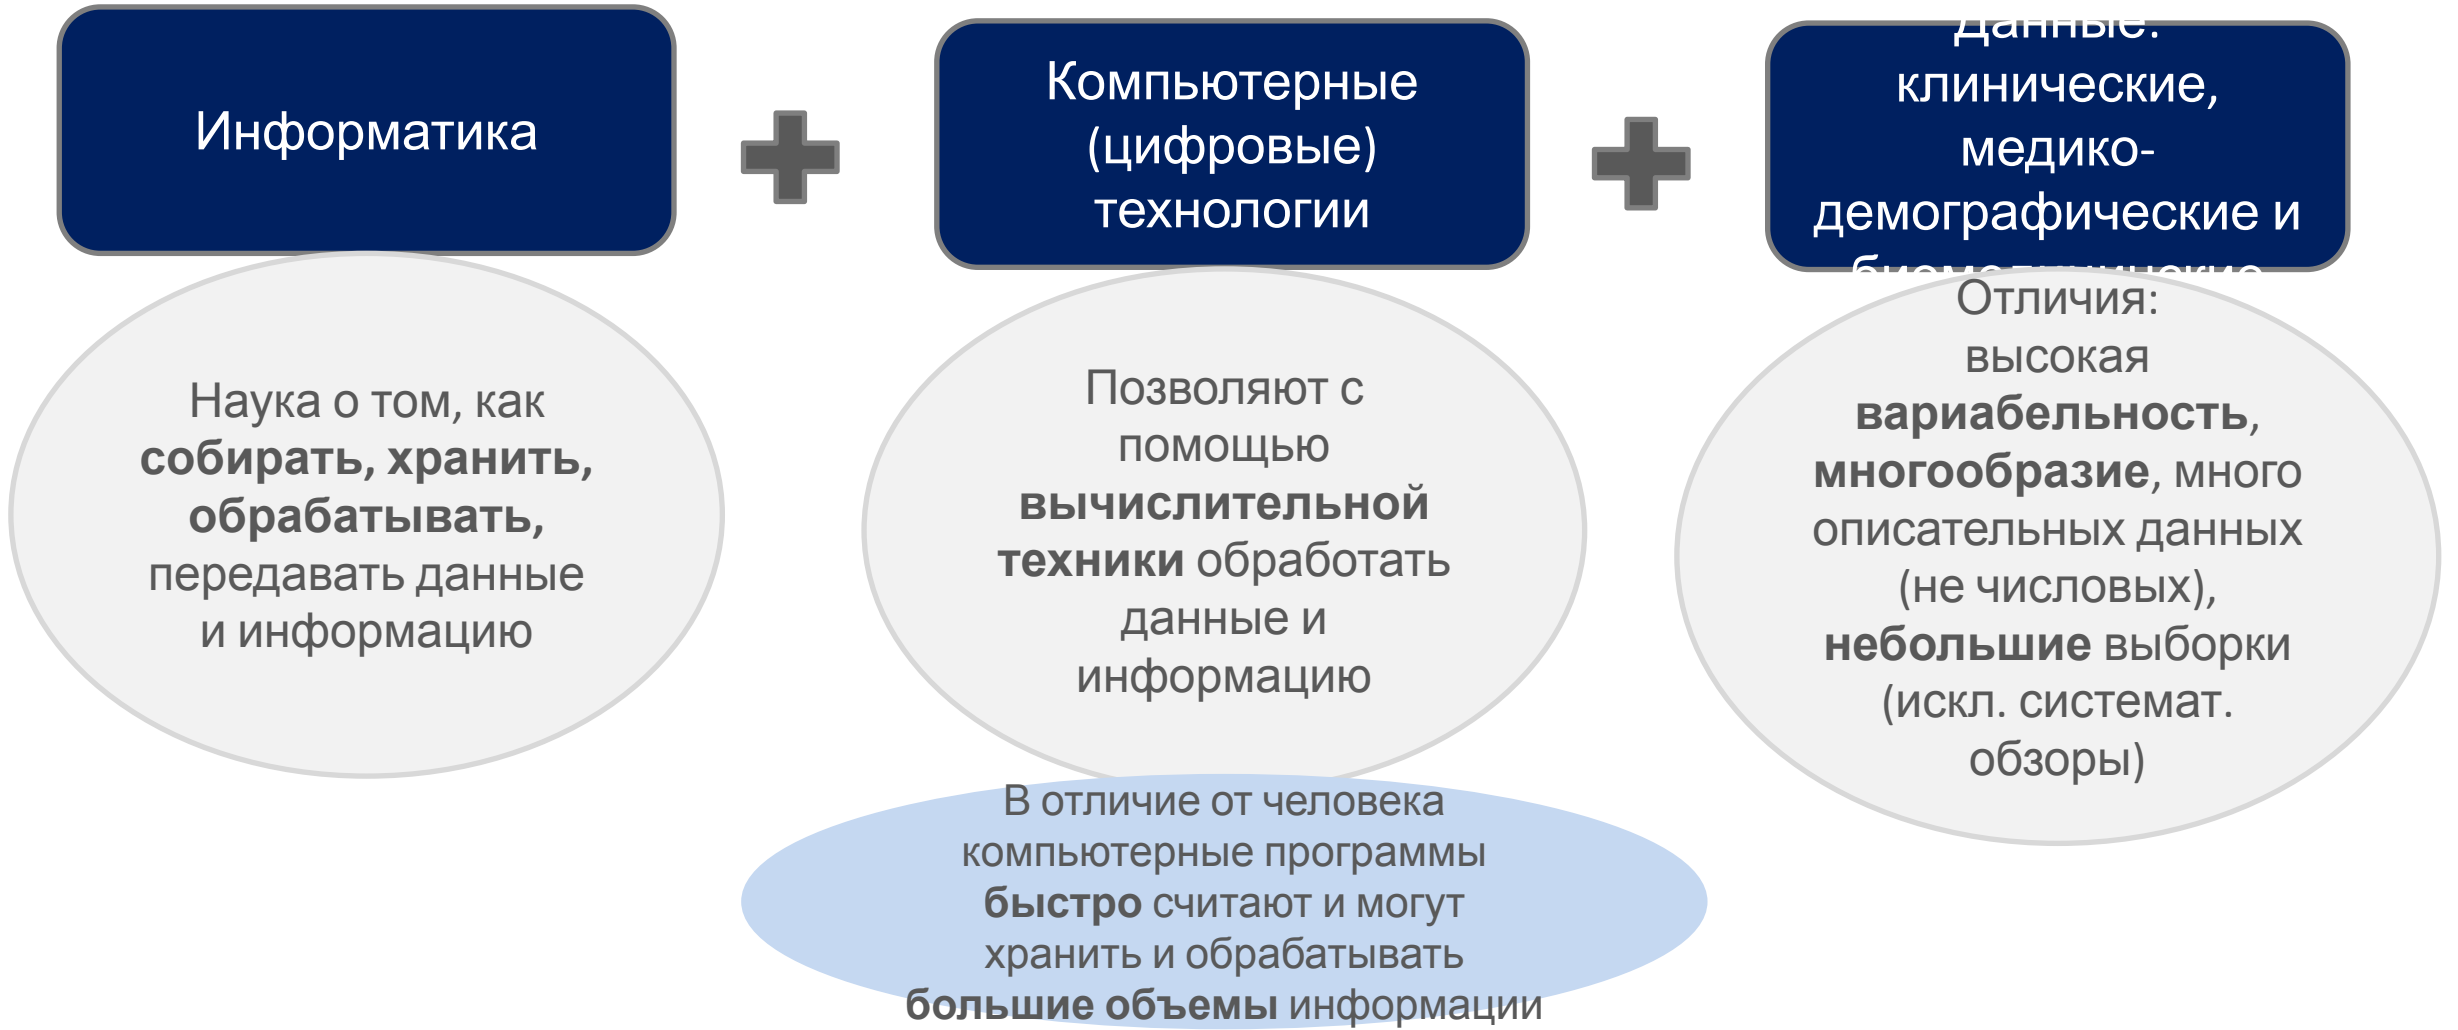 Информатика
Компьютерные
(цифровые)
технологии
Данные:
клинические,
медико-
демографические и
Наука о том, как
собирать, хранить,
обрабатывать,
передавать данные
и информацию
Позволяют с
помощью
вычислительной
техники обработать
данные и
информацию
Отличия:
высокая
вариабельность,
многообразие, много
описательных данных
(не числовых),
небольшие выборки
(искл. системат.
обзоры)
В отличие от человека
компьютерные программы
быстро считают и могут
хранить и обрабатывать
большие объемы информации